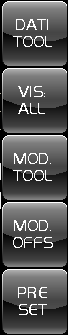 DATI
TOOL
VIS.
ALL
MOD.
TOOL
MOD.
OFFS
PRE
SET